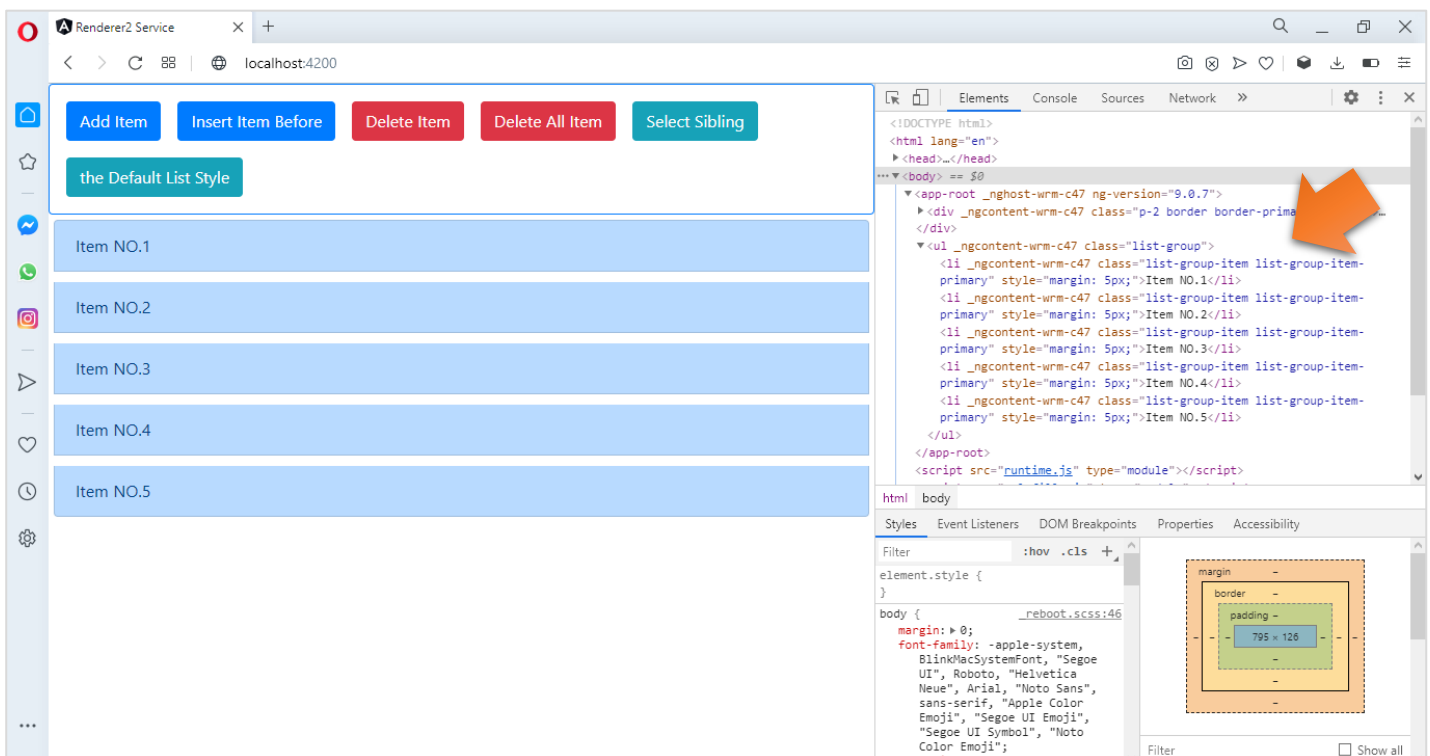 Renderer2 Service
localhost:4200
Add Item
Insert Item Before
Delete Item
Delete All Item
Select Sibling
the Default List Style
Item NO.1
Item NO.2
Item NO.3
Item NO.4
Item NO.5
Elements Console Sources Network »
<!DOCTYPE html>
<html lang="en">
<head>…</head>
<body> == $0
<app-root _nghost-wrm-c47 ng-version="9.0.7">
<div _ngcontent-wrm-c47 class="p-2 border border-prima
</div>
<ul _ngcontent-wrm-c47 class="list-group">
<li _ngcontent-wrm-c47 class="list-group-item list-group-item-
primary" style="margin: 5px;">Item NO.1</li>
<li _ngcontent-wrm-c47 class="list-group-item list-group-item-
primary" style="margin: 5px;">Item NO.2</li>
<li _ngcontent-wrm-c47 class="list-group-item list-group-item-
primary" style="margin: 5px;">Item NO.3</li>
<li _ngcontent-wrm-c47 class="list-group-item list-group-item-
primary" style="margin: 5px;">Item NO.4</li>
<li _ngcontent-wrm-c47 class="list-group-item list-group-item-
primary" style="margin: 5px;">Item NO.5</li>
</ul>
</app-root>
<script src="runtime.js" type="module"></script>
html body
Styles Event Listeners DOM Breakpoints Properties Accessibility
Filter :hov .cls +
element.style {
}
body { _reboot.scss:46
margin: 0;
font-family: -apple-system,
BlinkMacSystemFont, "Segoe
UI", Roboto, "Helvetica
Neue", Arial, "Noto Sans",
sans-serif, "Apple Color
Emoji", "Segoe UI Emoji",
"Segoe UI Symbol", "Noto
Color Emoji";
margin –
border –
padding –
795 × 126
Filter
Show all